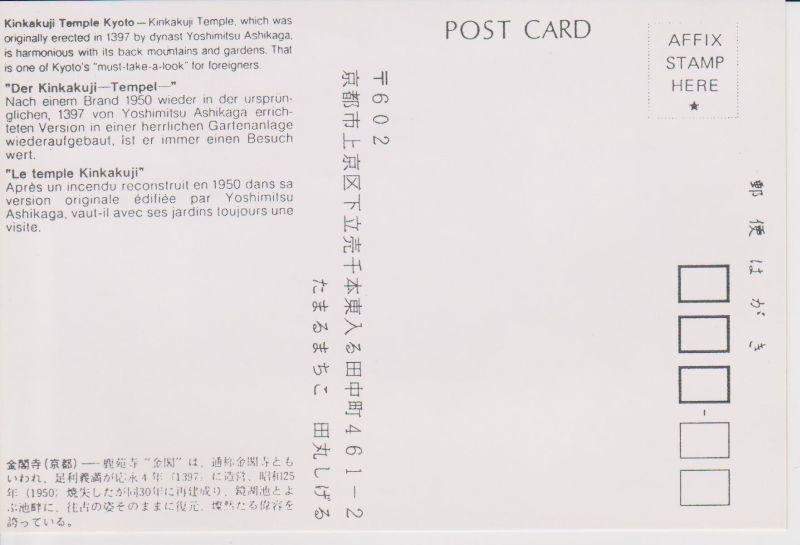 Kinkakuji Temple Kyoto — Kinkakuji Temple, which was
originally erected in 1397 by dynast Yoshimitsu Ashikaga,
is harmonious with its back mountains and gardens. That
is one of Kyoto's "must-take-a-look" for foreigners.
"Der Kinkakuji—Tempel—"
Nach einem Brand 1950 wieder in der ursprün-
glichen, 1397 von Yoshimitsu Ashikaga errich-
teten Version in einer herrlichen Gartenanlage
wiederaufgebaut, ist er immer einen Besuch
wert.
"Le temple Kinkakuji"
Après un incendu reconstruit en 1950 dans sa
version originale édifiée par Yoshimitsu
Ashikaga, vaut-il avec ses jardins toujours une
visite.
金閣寺(京都)── 鹿苑寺 "金閣" は、通称金閣寺とも
いわれ、足利義満が応永4年 (1397) に造営、昭和25
年 (1950) 焼失したが同30年に再建成り、鏡湖池とよ
ぶ池畔に、往古の姿そのままに復元、燦然たる偉容を
誇っている。
〒602
京都市上京区下立売千本東入る田中町461-2
たまるまちこ 田丸しげる
POST CARD
AFFIX
STAMP
HERE
★
郵便はがき